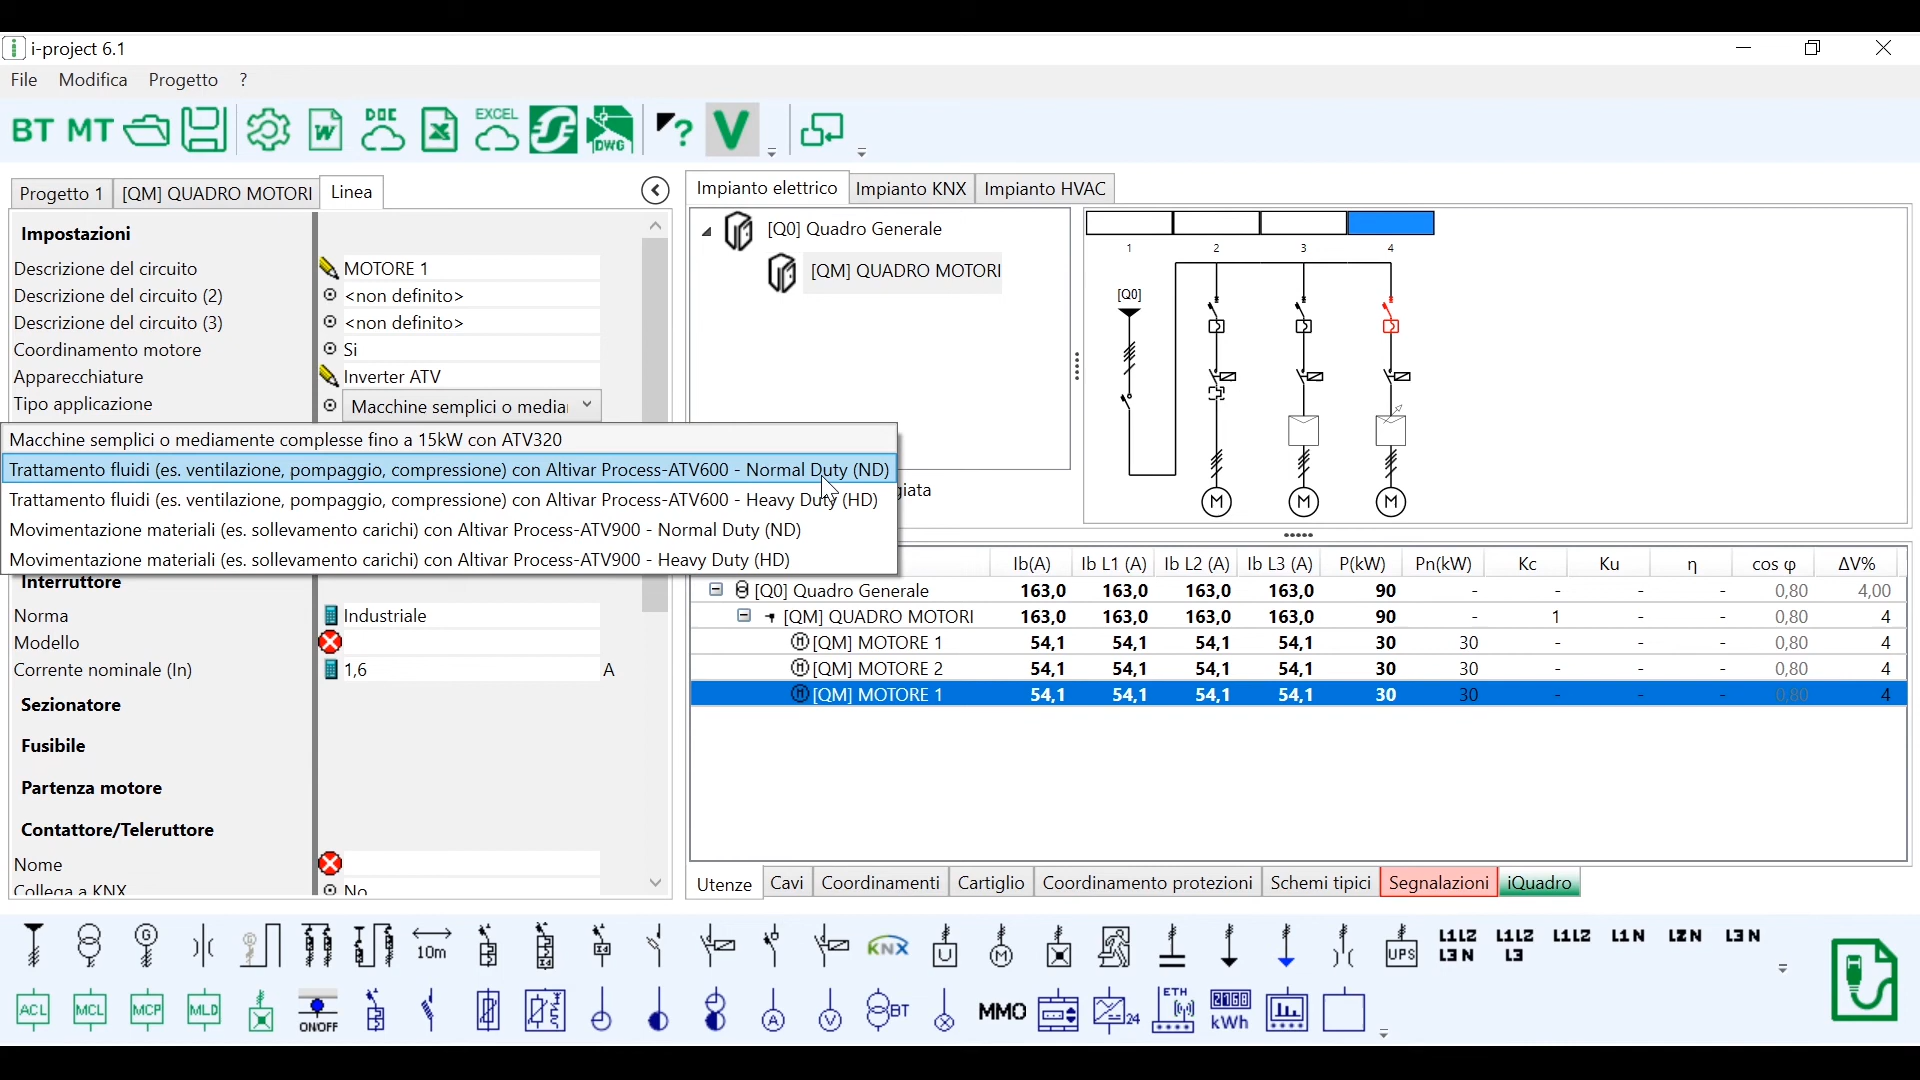 i-project 6.1
File Modifica Progetto ?
BT MT W DOC X EXCEL DWG ? V
Progetto 1 [QM] QUADRO MOTORI Linea
Impostazioni
Descrizione del circuito MOTORE 1
Descrizione del circuito (2) <non definito>
Descrizione del circuito (3) <non definito>
Coordinamento motore Si
Apparecchiature Inverter ATV
Tipo applicazione Macchine semplici o media
Macchine semplici o mediamente complesse fino a 15kW con ATV320
Trattamento fluidi (es. ventilazione, pompaggio, compressione) con Altivar Process-ATV600 - Normal Duty (ND)
Trattamento fluidi (es. ventilazione, pompaggio, compressione) con Altivar Process-ATV600 - Heavy Duty (HD)
Movimentazione materiali (es. sollevamento carichi) con Altivar Process-ATV900 - Normal Duty (ND)
Movimentazione materiali (es. sollevamento carichi) con Altivar Process-ATV900 - Heavy Duty (HD)
Interruttore
Norma Industriale
Modello
Corrente nominale (In) 1,6 A
Sezionatore
Fusibile
Partenza motore
Contattore/Teleruttore
Nome
Collega a KNX No
Impianto elettrico Impianto KNX Impianto HVAC
[Q0] Quadro Generale
[QM] QUADRO MOTORI
giata
1 2 3 4
[Q0]
M M M
Ib(A) Ib L1 (A) Ib L2 (A) Ib L3 (A) P(kW) Pn(kW) Kc Ku η cos φ ΔV%
[Q0] Quadro Generale 163,0 163,0 163,0 163,0 90 - - - - 0,80 4,00
[QM] QUADRO MOTORI 163,0 163,0 163,0 163,0 90 - 1 - - 0,80 4
[QM] MOTORE 1 54,1 54,1 54,1 54,1 30 30 - - - 0,80 4
[QM] MOTORE 2 54,1 54,1 54,1 54,1 30 30 - - - 0,80 4
[QM] MOTORE 1 54,1 54,1 54,1 54,1 30 30 - - - 0,80 4
Utenze Cavi Coordinamenti Cartiglio Coordinamento protezioni Schemi tipici Segnalazioni iQuadro
G G 10m KNX U M UPS L1L2 L3N L1L2 L3 L1L2 L1N L2N L3N
ACL MCL MCP MLD ON/OFF A V BT MMO 24 ETH kWh